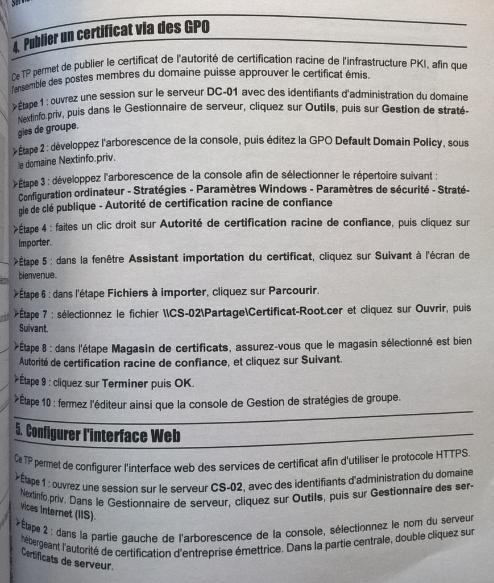 4. Publier un certificat via des GPO
Ce TP permet de publier le certificat de l'autorité de certification racine de l'infrastructure PKI, afin que
l'ensemble des postes membres du domaine puisse approuver le certificat émis.
➢Étape 1 : ouvrez une session sur le serveur DC-01 avec des identifiants d'administration du domaine
Nextinfo.priv, puis dans le Gestionnaire de serveur, cliquez sur Outils, puis sur Gestion de straté-
gies de groupe.
➢Étape 2 : développez l'arborescence de la console, puis éditez la GPO Default Domain Policy, sous
le domaine Nextinfo.priv.
➢Étape 3 : développez l'arborescence de la console afin de sélectionner le répertoire suivant :
Configuration ordinateur - Stratégies - Paramètres Windows - Paramètres de sécurité - Straté-
gie de clé publique - Autorité de certification racine de confiance
➢Étape 4 : faites un clic droit sur Autorité de certification racine de confiance, puis cliquez sur
Importer.
➢Étape 5 : dans la fenêtre Assistant importation du certificat, cliquez sur Suivant à l'écran de
bienvenue.
➢Étape 6 : dans l'étape Fichiers à importer, cliquez sur Parcourir.
➢Étape 7 : sélectionnez le fichier \\CS-02\Partage\Certificat-Root.cer et cliquez sur Ouvrir, puis
Suivant.
➢Étape 8 : dans l'étape Magasin de certificats, assurez-vous que le magasin sélectionné est bien
Autorité de certification racine de confiance, et cliquez sur Suivant.
➢Étape 9 : cliquez sur Terminer puis OK.
➢Étape 10 : fermez l'éditeur ainsi que la console de Gestion de stratégies de groupe.
5. Configurer l'interface Web
Ce TP permet de configurer l'interface web des services de certificat afin d'utiliser le protocole HTTPS.
➢Étape 1 : ouvrez une session sur le serveur CS-02, avec des identifiants d'administration du domaine
Nextinfo.priv. Dans le Gestionnaire de serveur, cliquez sur Outils, puis sur Gestionnaire des ser-
vices Internet (IIS).
➢Étape 2 : dans la partie gauche de l'arborescence de la console, sélectionnez le nom du serveur
hébergeant l'autorité de certification d'entreprise émettrice. Dans la partie centrale, double cliquez sur
Certificats de serveur.